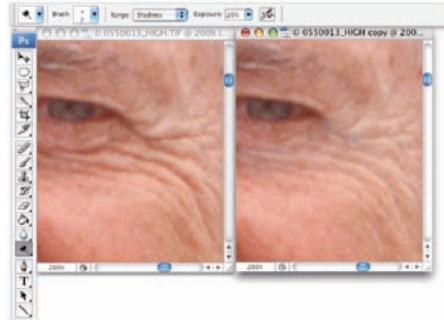 Brush: Range: Shadows Exposure: 20%
© 0550013_HIGH.TIF @ 200% (
© 0550013_HIGH copy @ 200...
Ps
200%
200%
T